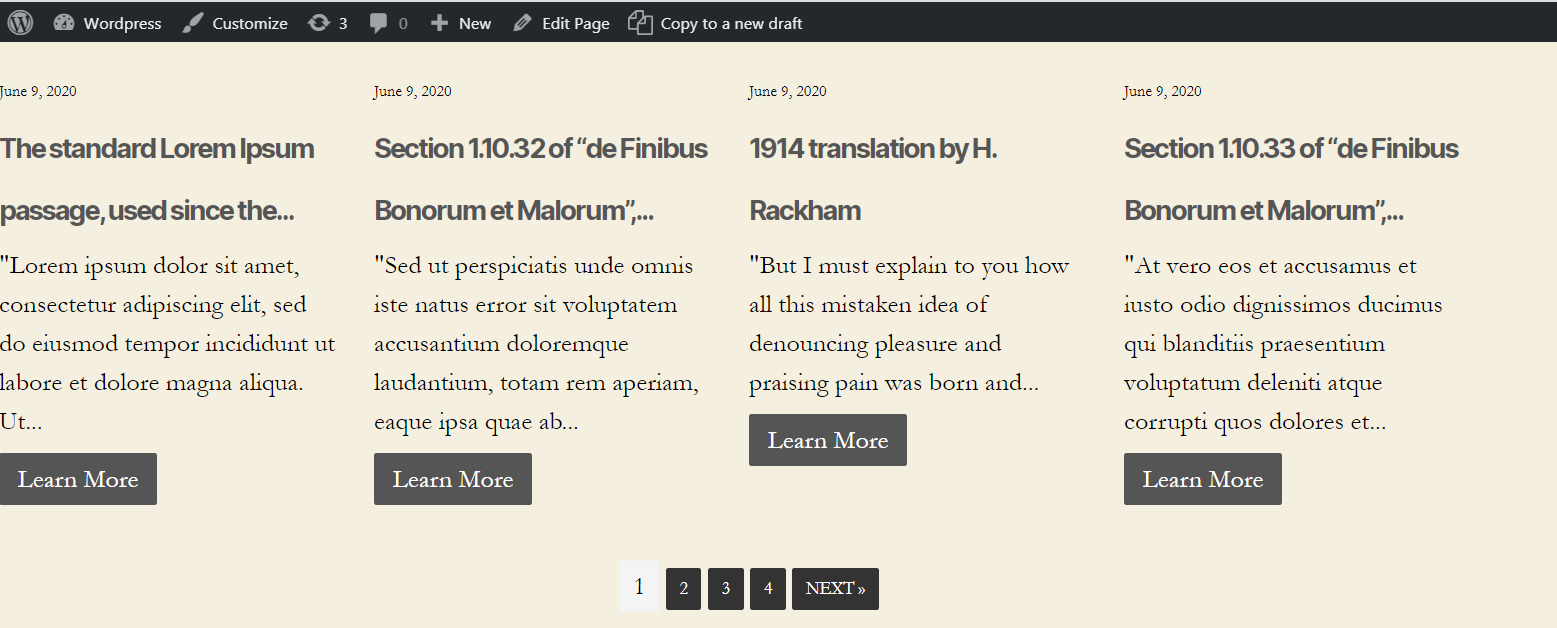 Wordpress Customize 3 0 New Edit Page Copy to a new draft
June 9, 2020
The standard Lorem Ipsum
passage, used since the...
"Lorem ipsum dolor sit amet,
consectetur adipiscing elit, sed
do eiusmod tempor incididunt ut
labore et dolore magna aliqua.
Ut...
Learn More
June 9, 2020
Section 1.10.32 of “de Finibus
Bonorum et Malorum”,...
"Sed ut perspiciatis unde omnis
iste natus error sit voluptatem
accusantium doloremque
laudantium, totam rem aperiam,
eaque ipsa quae ab...
Learn More
June 9, 2020
1914 translation by H.
Rackham
"But I must explain to you how
all this mistaken idea of
denouncing pleasure and
praising pain was born and...
Learn More
June 9, 2020
Section 1.10.33 of “de Finibus
Bonorum et Malorum”,...
"At vero eos et accusamus et
iusto odio dignissimos ducimus
qui blanditiis praesentium
voluptatum deleniti atque
corrupti quos dolores et...
Learn More
1 2 3 4 NEXT »